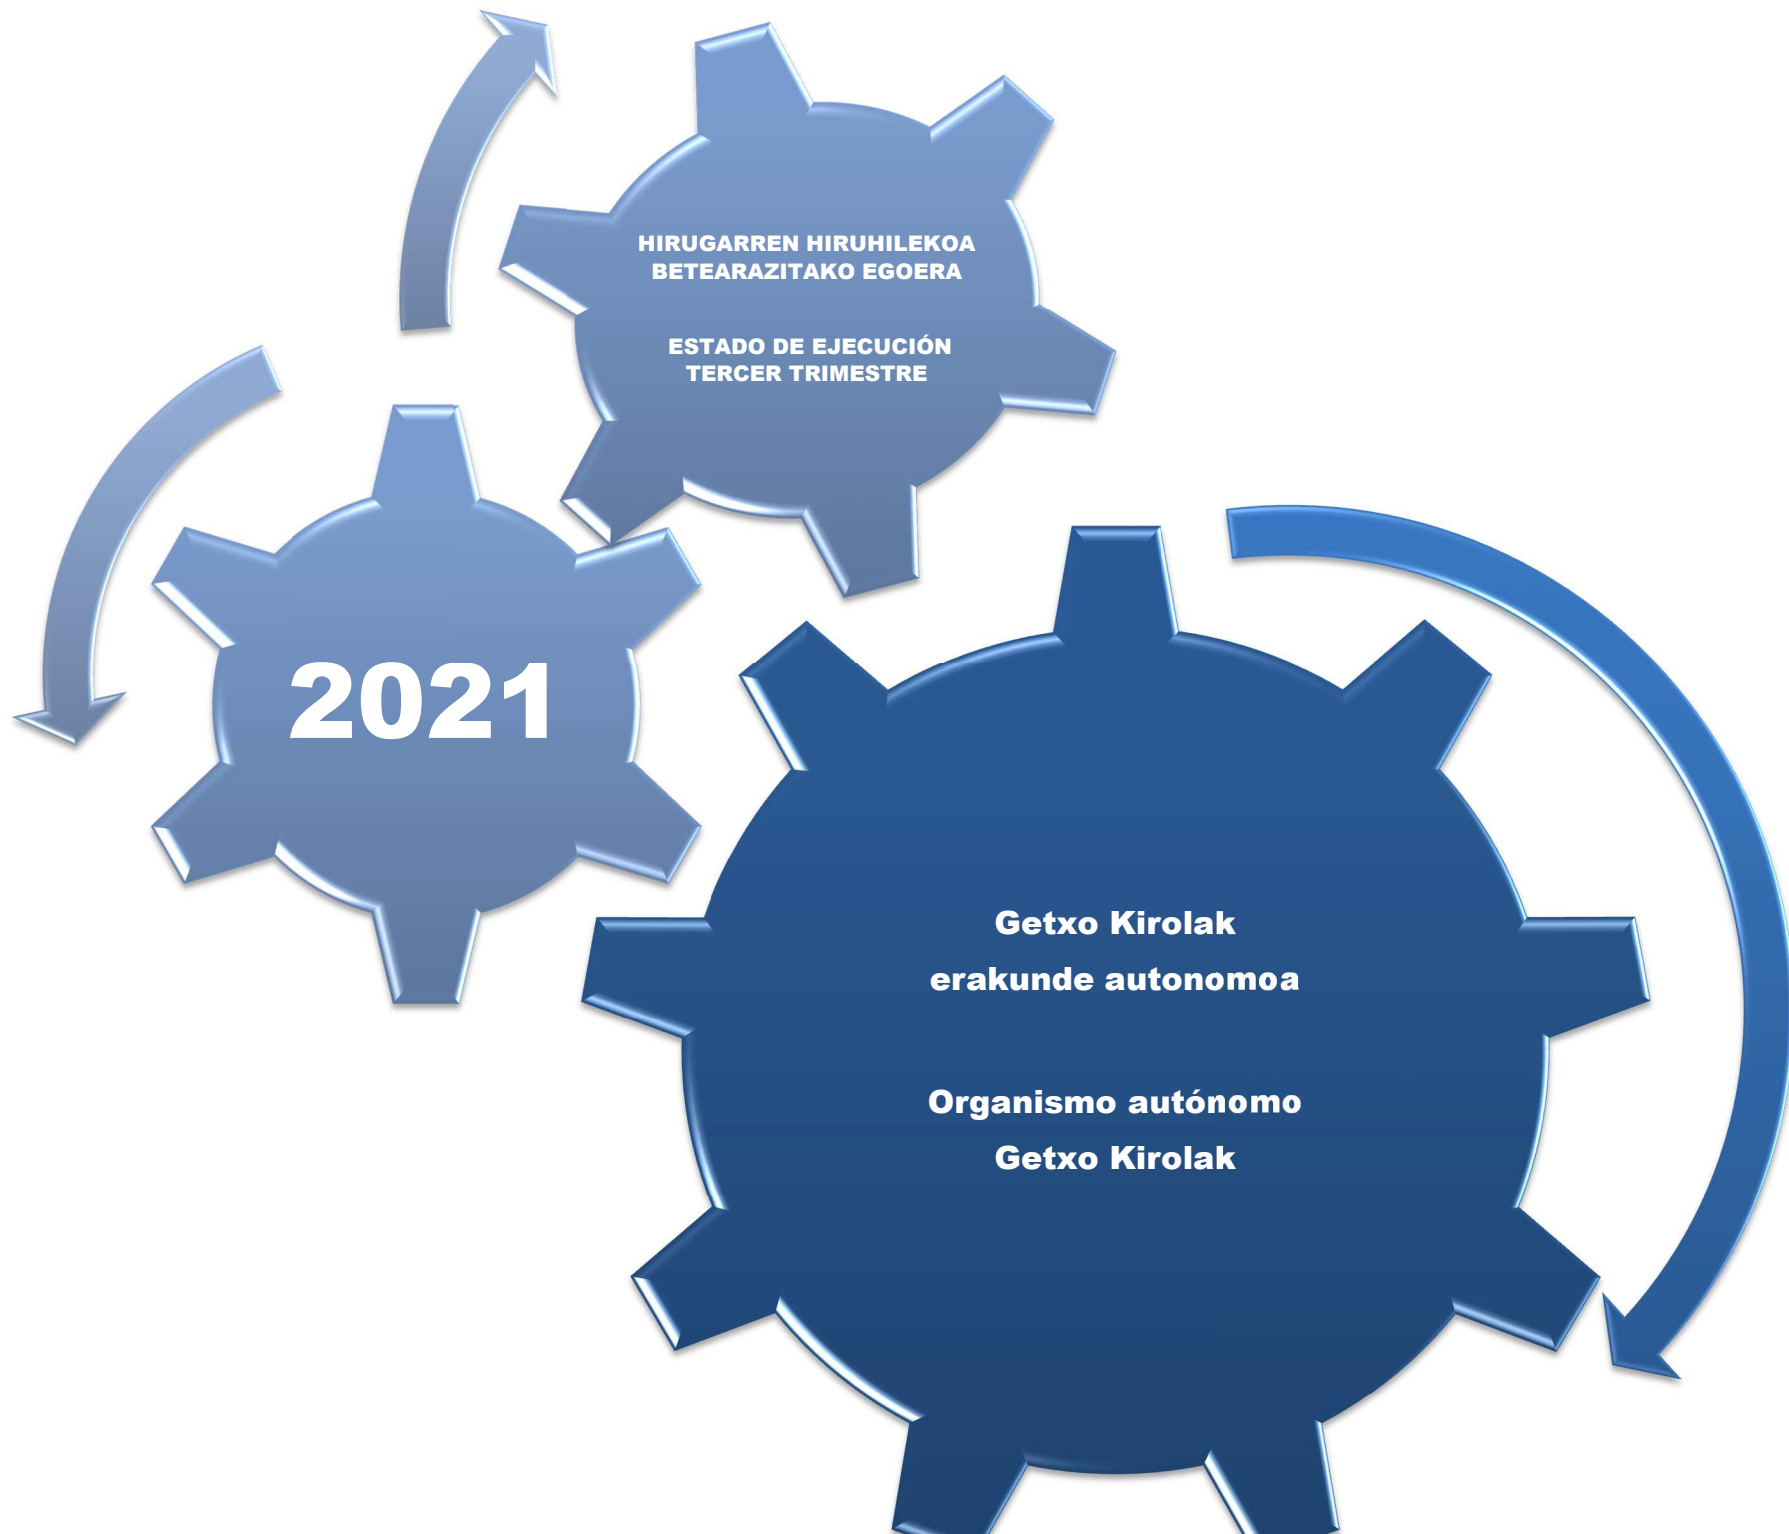 HIRUGARREN HIRUHILEKOA
BETEARAZITAKO EGOERA
ESTADO DE EJECUCIÓN
TERCER TRIMESTRE
2021
Getxo Kirolak
erakunde autonomoa
Organismo autónomo
Getxo Kirolak